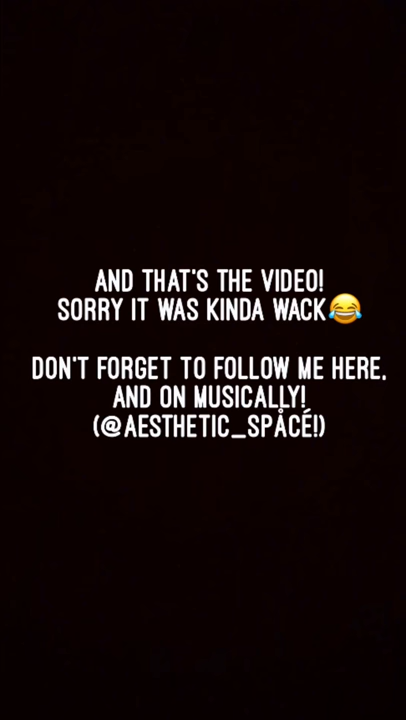 AND THAT'S THE VIDEO!
SORRY IT WAS KINDA WACK😂
DON'T FORGET TO FOLLOW ME HERE,
AND ON MUSICALLY!
(@AESTHETIC_SPÅCÉ!)